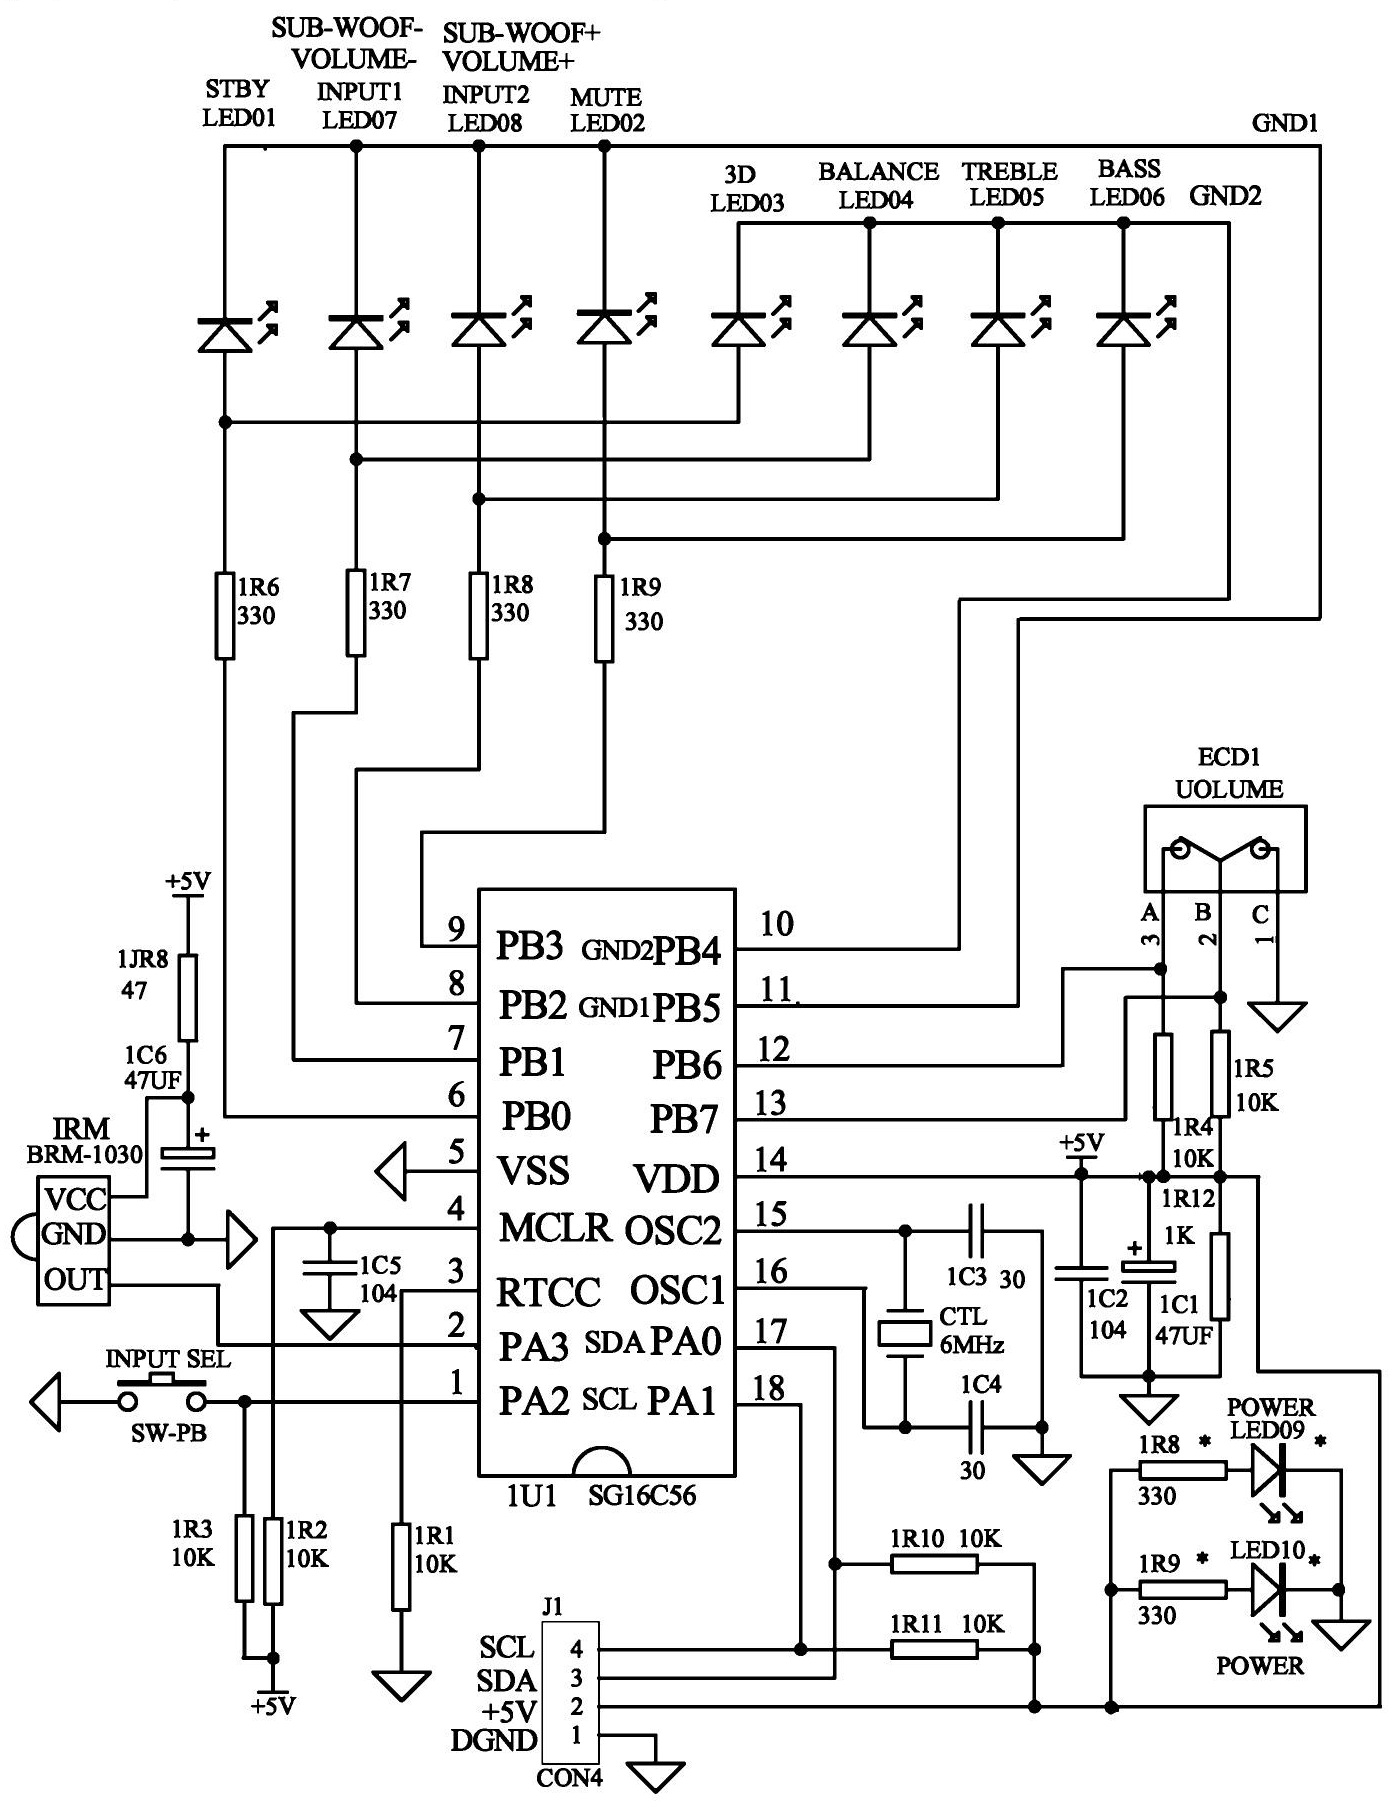 SUB-WOOF-
VOLUME-
INPUT1
LED07
SUB-WOOF+
VOLUME+
INPUT2
LED08
STBY
LED01
MUTE
LED02
GND1
3D
LED03
BALANCE
LED04
TREBLE
LED05
BASS
LED06
GND2
1R6
330
1R7
330
1R8
330
1R9
330
ECD1
UOLUME
A
B
C
3
2
1
+5V
1JR8
47
1C6
47UF
IRM
BRM-1030
VCC
GND
OUT
9
PB3
GND2
PB4
10
8
PB2
GND1
PB5
11
7
PB1
PB6
12
6
PB0
PB7
13
5
VSS
VDD
14
4
MCLR
OSC2
15
3
RTCC
OSC1
16
2
PA3
SDA
PA0
17
1
PA2
SCL
PA1
18
1U1
SG16C56
1R5
10K
1R4
10K
+5V
1R12
1K
+
+
1C5
104
1C3
30
CTL
6MHz
1C4
30
1C2
104
1C1
47UF
INPUT SEL
SW-PB
1R3
10K
1R2
10K
+5V
1R1
10K
POWER
LED09
1R8 *
*
330
LED10
1R9 *
*
330
POWER
1R10 10K
1R11 10K
J1
SCL 4
SDA 3
+5V 2
DGND 1
CON4